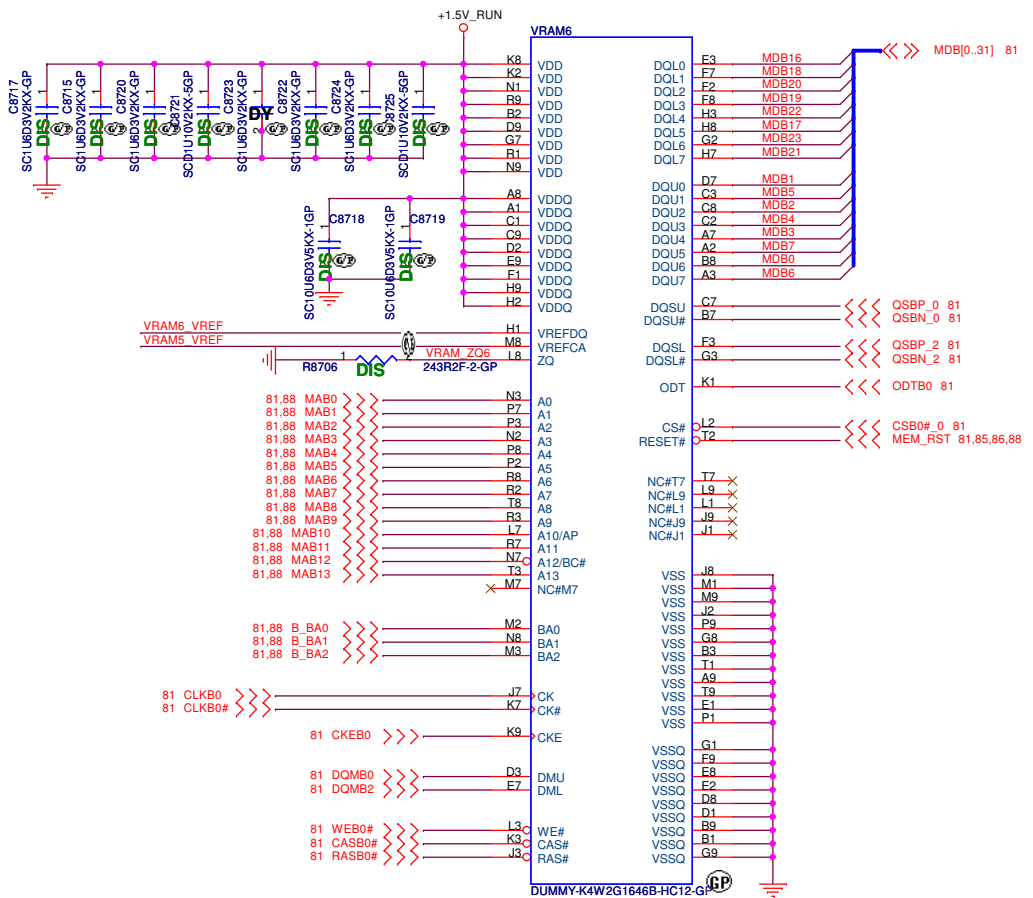 +1.5V_RUN
VRAM6
C8717
SC1U6D3V2KX-GP
DIS
GP
C8715
SC1U6D3V2KX-GP
DIS
GP
C8720
SC1U6D3V2KX-GP
DIS
GP
C8721
SCD1U10V2KX-5GP
DIS
GP
C8723
SC1U6D3V2KX-GP
DY
2
GP
C8722
SC1U6D3V2KX-GP
DIS
GP
C8724
SC1U6D3V2KX-GP
DIS
GP
C8725
SCD1U10V2KX-5GP
DIS
GP
C8718
SC10U6D3V5KX-1GP
1
DIS
GP
C8719
SC10U6D3V5KX-1GP
1
DIS
GP
K8 VDD
K2 VDD
N1 VDD
R9 VDD
B2 VDD
D9 VDD
G7 VDD
R1 VDD
N9 VDD
A8 VDDQ
A1 VDDQ
C1 VDDQ
C9 VDDQ
D2 VDDQ
E9 VDDQ
F1 VDDQ
H9 VDDQ
H2 VDDQ
VRAM6_VREF H1 VREFDQ
VRAM5_VREF M8 VREFCA
1 2 VRAM_ZQ6 L8 ZQ
R8706 DIS 243R2F-2-GP
81,88 MAB0 N3 A0
81,88 MAB1 P7 A1
81,88 MAB2 P3 A2
81,88 MAB3 N2 A3
81,88 MAB4 P8 A4
81,88 MAB5 P2 A5
81,88 MAB6 R8 A6
81,88 MAB7 R2 A7
81,88 MAB8 T8 A8
81,88 MAB9 R3 A9
81,88 MAB10 L7 A10/AP
81,88 MAB11 R7 A11
81,88 MAB12 N7 A12/BC#
81,88 MAB13 T3 A13
M7 NC#M7
81,88 B_BA0 M2 BA0
81,88 B_BA1 N8 BA1
81,88 B_BA2 M3 BA2
81 CLKB0 J7 CK
81 CLKB0# K7 CK#
81 CKEB0 K9 CKE
81 DQMB0 D3 DMU
81 DQMB2 E7 DML
81 WEB0# L3 WE#
81 CASB0# K3 CAS#
81 RASB0# J3 RAS#
DQL0 E3 MDB16
DQL1 F7 MDB18
DQL2 F2 MDB20
DQL3 F8 MDB19
DQL4 H3 MDB22
DQL5 H8 MDB17
DQL6 G2 MDB23
DQL7 H7 MDB21
MDB[0..31] 81
DQU0 D7 MDB1
DQU1 C3 MDB5
DQU2 C8 MDB2
DQU3 C2 MDB4
DQU4 A7 MDB3
DQU5 A2 MDB7
DQU6 B8 MDB0
DQU7 A3 MDB6
DQSU C7 QSBP_0 81
DQSU# B7 QSBN_0 81
DQSL F3 QSBP_2 81
DQSL# G3 QSBN_2 81
ODT K1 ODTB0 81
CS# L2 CSB0#_0 81
RESET# T2 MEM_RST 81,85,86,88
NC#T7 T7
NC#L9 L9
NC#L1 L1
NC#J9 J9
NC#J1 J1
VSS J8
VSS M1
VSS M9
VSS J2
VSS P9
VSS G8
VSS B3
VSS T1
VSS A9
VSS T9
VSS E1
VSS P1
VSSQ G1
VSSQ F9
VSSQ E8
VSSQ E2
VSSQ D8
VSSQ D1
VSSQ B9
VSSQ B1
VSSQ G9
DUMMY-K4W2G1646B-HC12-GP
GP